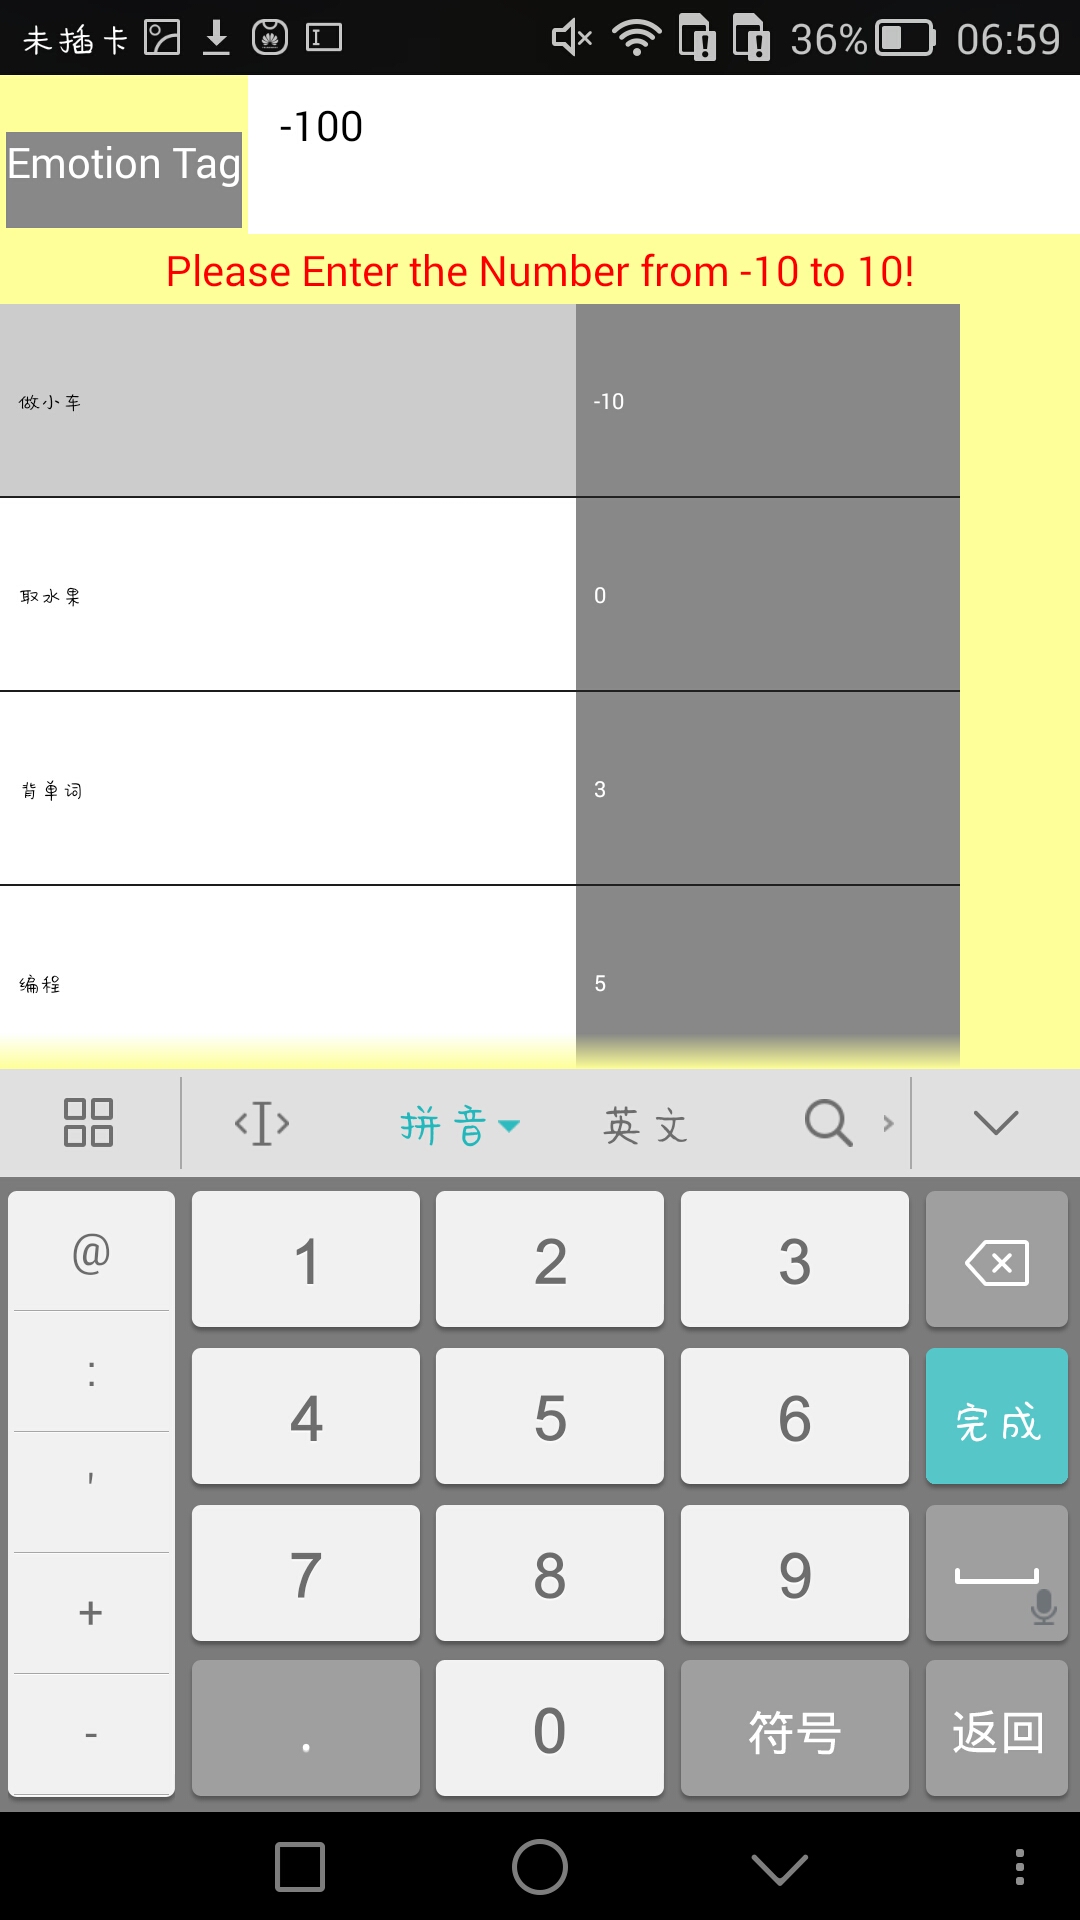 未插卡 36% 06:59
Emotion Tag -100
Please Enter the Number from -10 to 10!
做小车 -10
取水果 0
背单词 3
编程 5
拼音 英文
@ 1 2 3
: 4 5 6 完成
' 7 8 9
+
- . 0 符号 返回